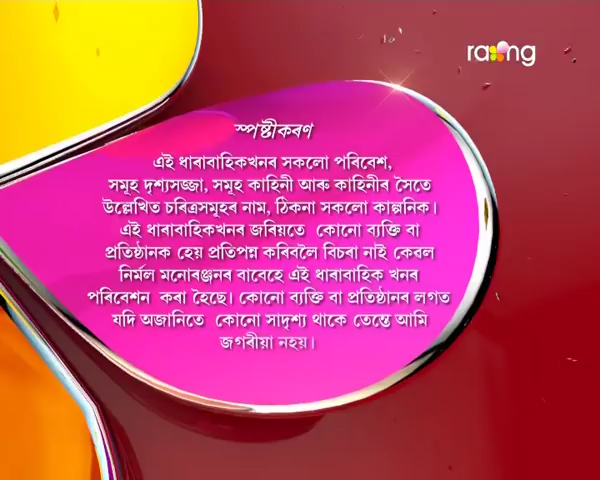 rang
স্পষ্টীকৰণ
এই ধাৰাবাহিকখনৰ সকলো পৰিবেশ,
সমূহ দৃশ্যসজ্জা, সমূহ কাহিনী আৰু কাহিনীৰ সৈতে
উল্লেখিত চৰিত্ৰসমূহৰ নাম, ঠিকনা সকলো কাল্পনিক।
এই ধাৰাবাহিকখনৰ জৰিয়তে কোনো ব্যক্তি বা
প্ৰতিষ্ঠানক হেয় প্ৰতিপন্ন কৰিবলৈ বিচৰা নাই কেৱল
নিৰ্মল মনোৰঞ্জনৰ বাবেহে এই ধাৰাবাহিক খনৰ
পৰিবেশন কৰা হৈছে। কোনো ব্যক্তি বা প্ৰতিষ্ঠানৰ লগত
যদি অজানিতে কোনো সাদৃশ্য থাকে তেন্তে আমি
জগৰীয়া নহয়।